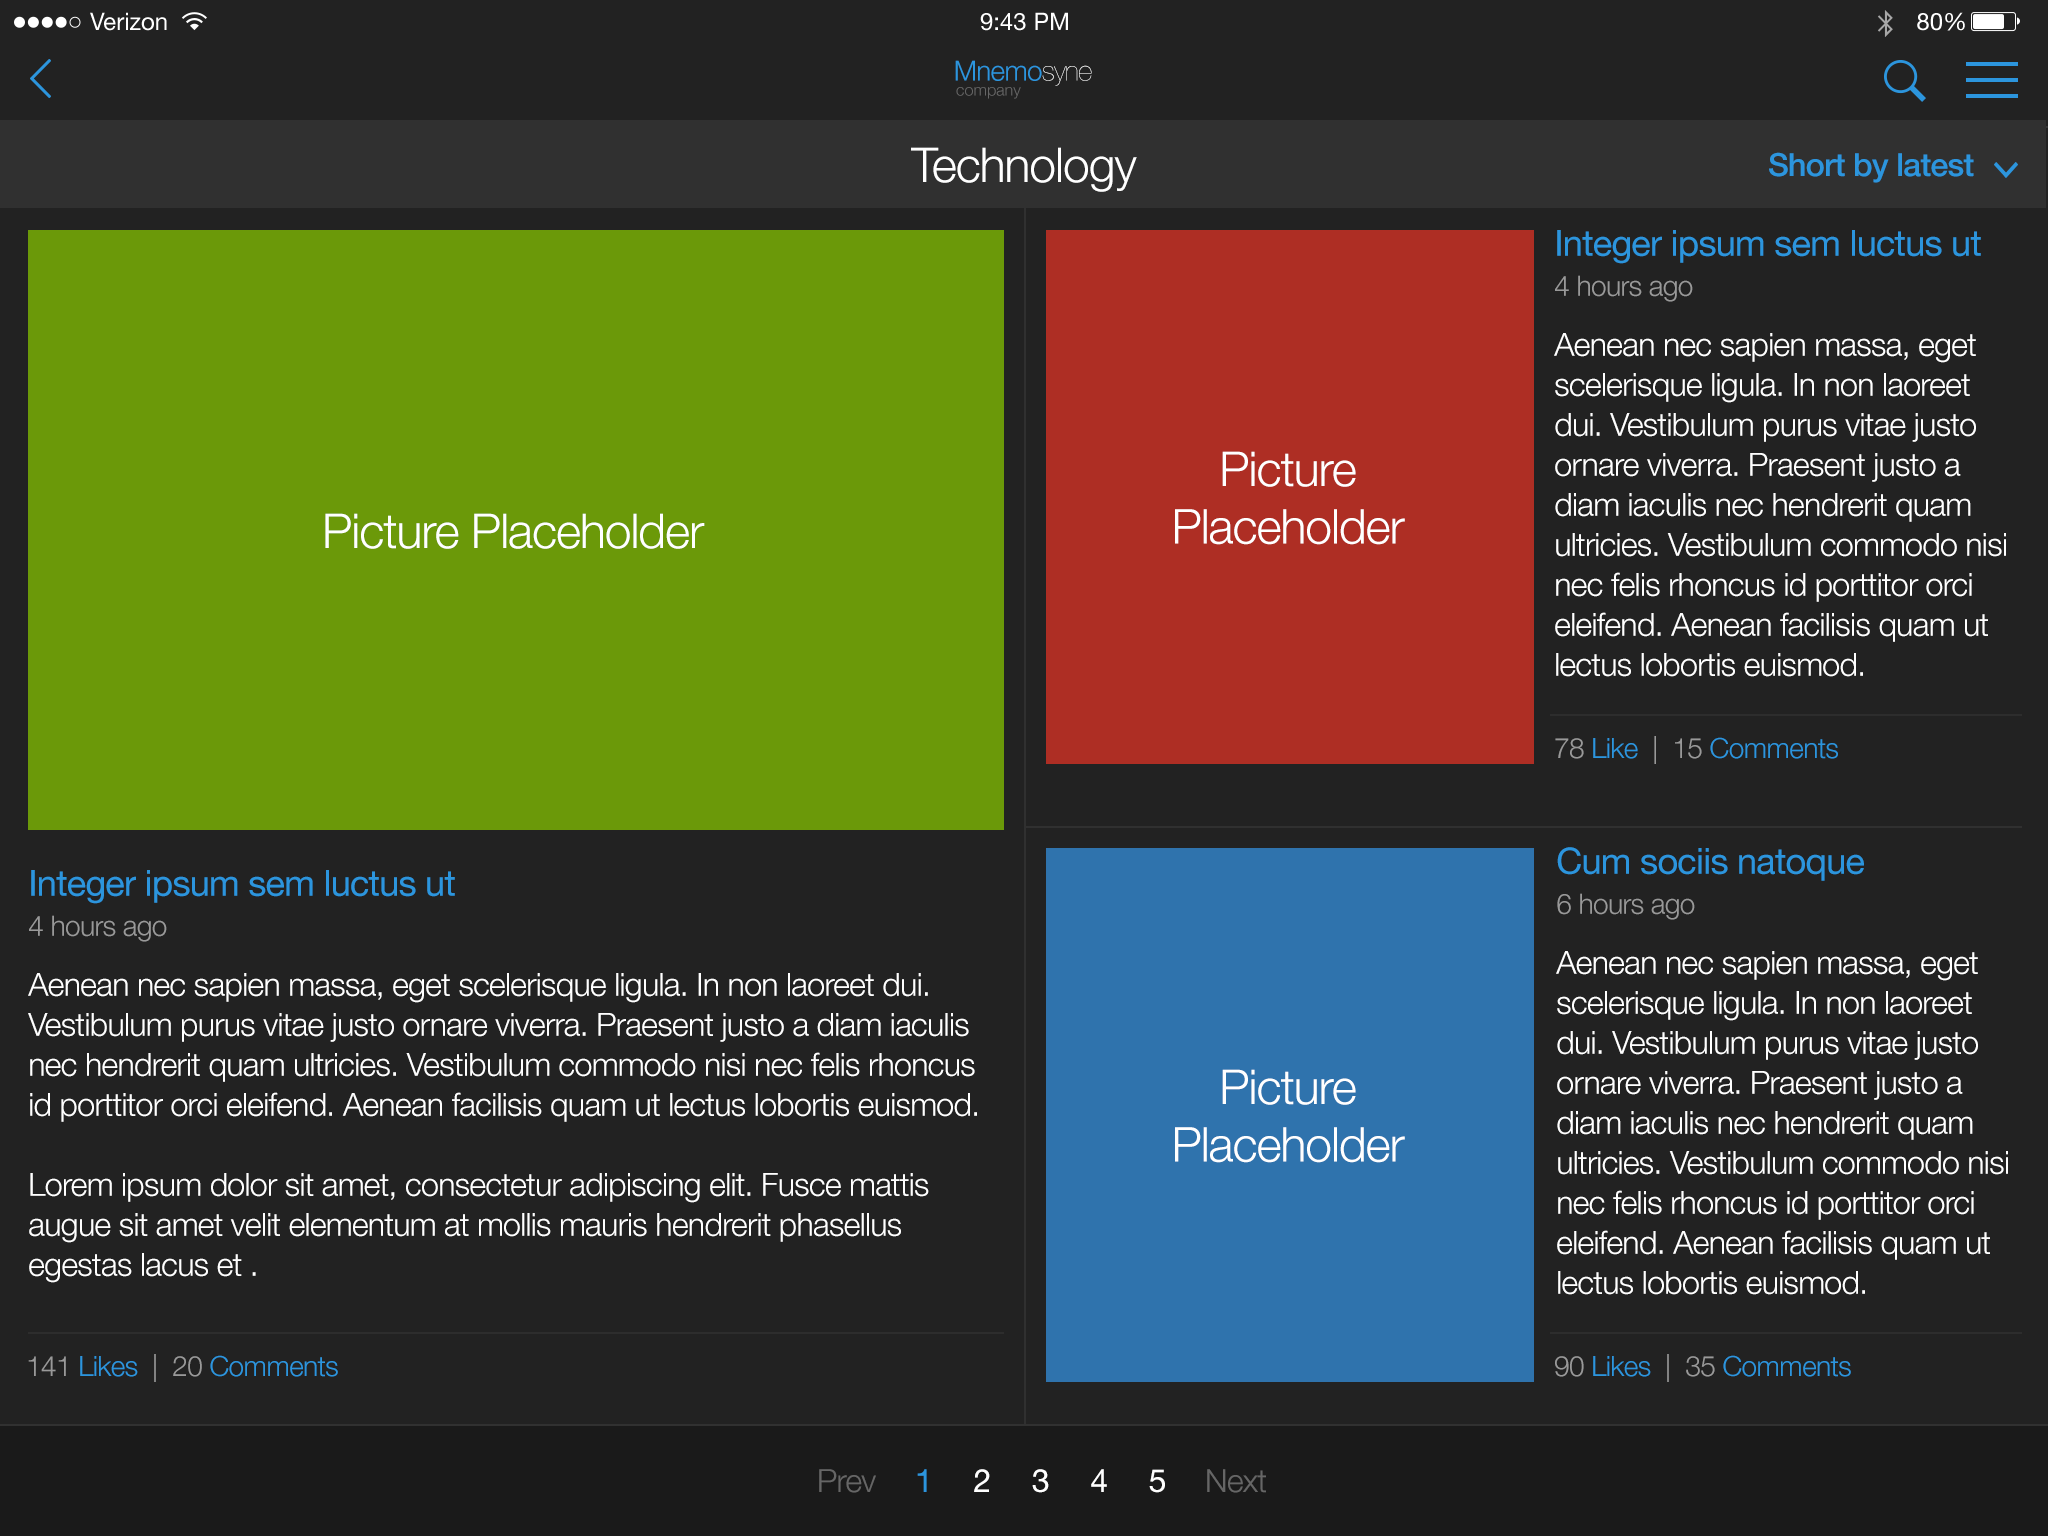 Verizon
9:43 PM
80%
Mnemosyne
company
Technology
Short by latest
Picture Placeholder
Integer ipsum sem luctus ut
4 hours ago
Aenean nec sapien massa, eget scelerisque ligula. In non laoreet dui.
Vestibulum purus vitae justo ornare viverra. Praesent justo a diam iaculis
nec hendrerit quam ultricies. Vestibulum commodo nisi nec felis rhoncus
id porttitor orci eleifend. Aenean facilisis quam ut lectus lobortis euismod.
Lorem ipsum dolor sit amet, consectetur adipiscing elit. Fusce mattis
augue sit amet velit elementum at mollis mauris hendrerit phasellus
egestas lacus et .
141 Likes | 20 Comments
Picture
Placeholder
Integer ipsum sem luctus ut
4 hours ago
Aenean nec sapien massa, eget
scelerisque ligula. In non laoreet
dui. Vestibulum purus vitae justo
ornare viverra. Praesent justo a
diam iaculis nec hendrerit quam
ultricies. Vestibulum commodo nisi
nec felis rhoncus id porttitor orci
eleifend. Aenean facilisis quam ut
lectus lobortis euismod.
78 Like | 15 Comments
Picture
Placeholder
Cum sociis natoque
6 hours ago
Aenean nec sapien massa, eget
scelerisque ligula. In non laoreet
dui. Vestibulum purus vitae justo
ornare viverra. Praesent justo a
diam iaculis nec hendrerit quam
ultricies. Vestibulum commodo nisi
nec felis rhoncus id porttitor orci
eleifend. Aenean facilisis quam ut
lectus lobortis euismod.
90 Likes | 35 Comments
Prev 1 2 3 4 5 Next